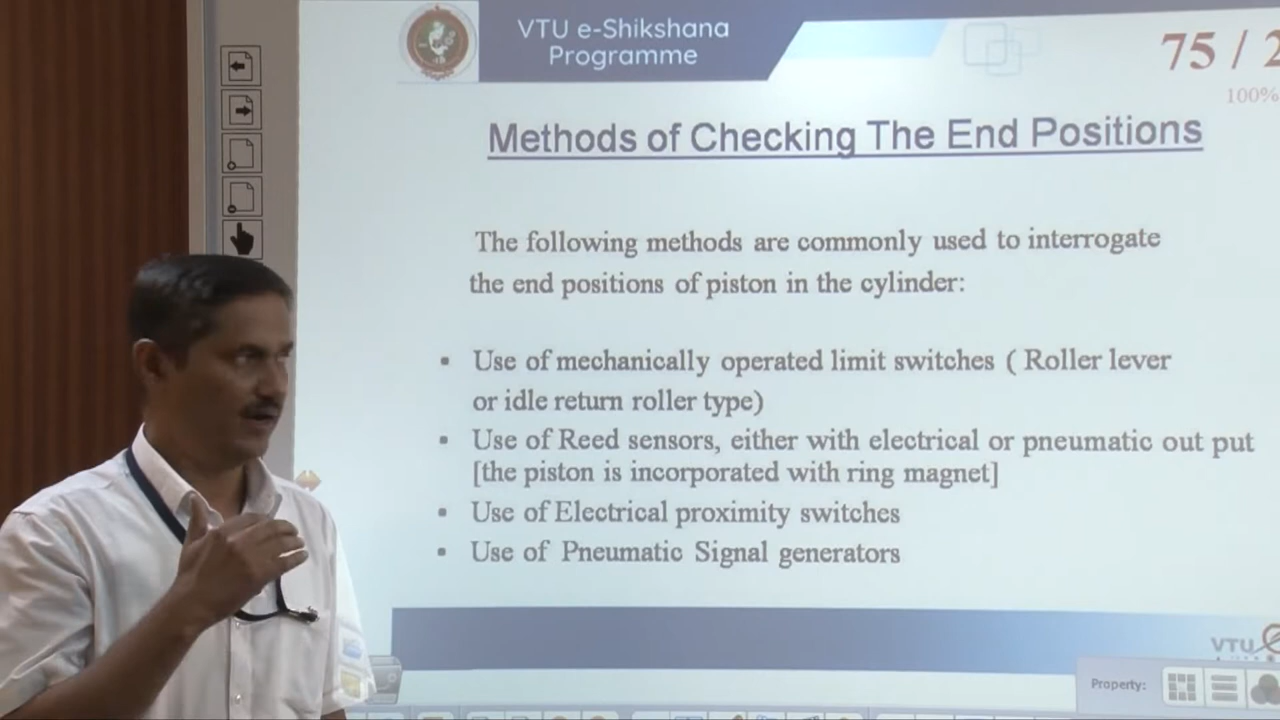 VTU e-Shikshana
Programme
75 / 2
100%
Methods of Checking The End Positions
The following methods are commonly used to interrogate
the end positions of piston in the cylinder:
▪ Use of mechanically operated limit switches ( Roller lever
or idle return roller type)
▪ Use of Reed sensors, either with electrical or pneumatic out put
[the piston is incorporated with ring magnet]
▪ Use of Electrical proximity switches
▪ Use of Pneumatic Signal generators
VTU
Property: